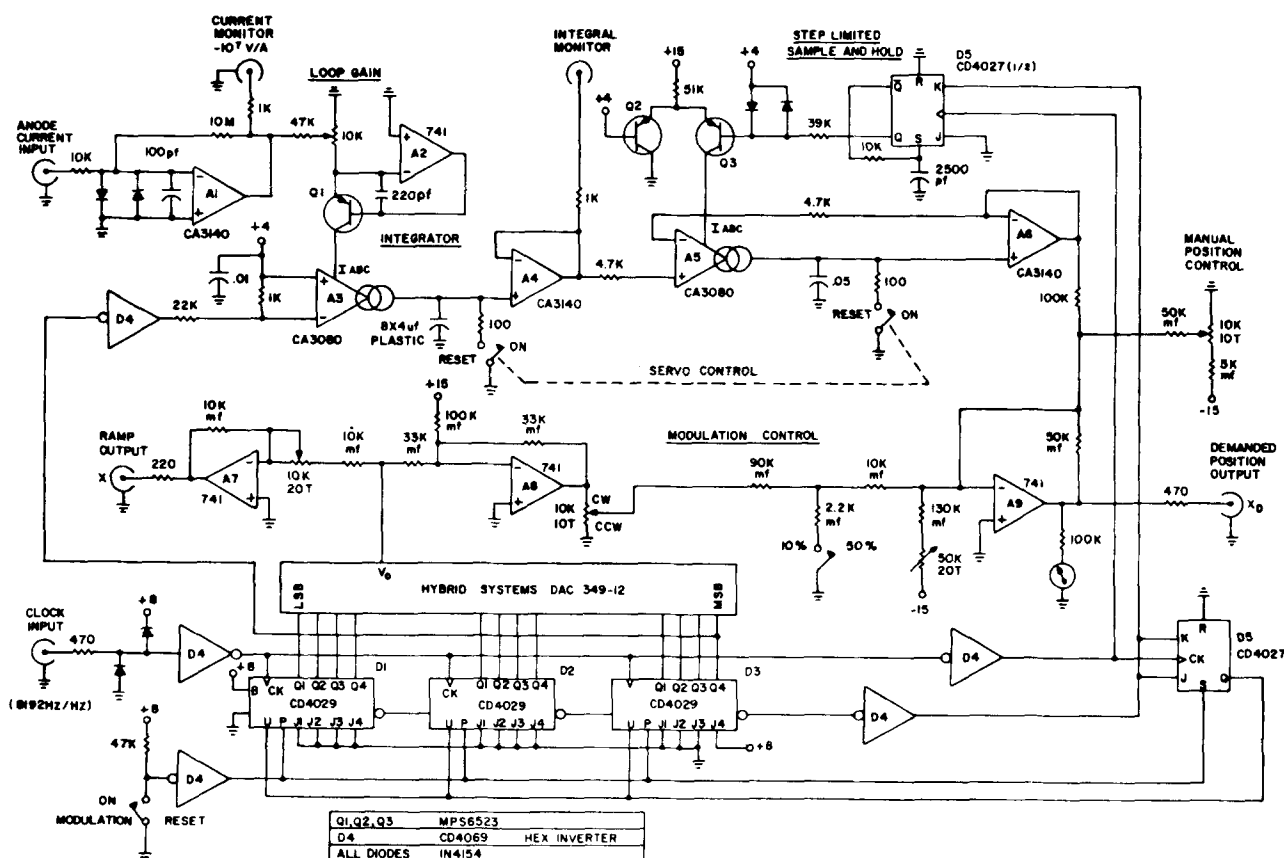 CURRENT
MONITOR
-10⁷ V/A
LOOP GAIN
INTEGRAL
MONITOR
STEP LIMITED
SAMPLE AND HOLD
D5
CD4027 (1/2)
+15
+4
51K
+4
Q2
Q3
39K
Q̅
R
K
Q
S
J
10K
2500
pf
1K
10M
47K
10K
741
A2
ANODE
CURRENT
INPUT
10K
100pf
A1
CA3140
Q1
220pf
INTEGRATOR
1K
4.7K
I ABC
A6
CA3140
MANUAL
POSITION
CONTROL
+4
.01
1K
I ABC
A3
CA3080
A4
CA3140
4.7K
A5
CA3080
.05
100
RESET
ON
100K
50K
mf
10K
10T
5K
mf
-15
D4
22K
8X4uf
PLASTIC
100
RESET
ON
SERVO CONTROL
+15
10K
mf
100K
mf
33K
mf
RAMP
OUTPUT
X
220
A7
741
10K
20T
10K
mf
33K
mf
741
A8
CW
10K
10T
CCW
MODULATION CONTROL
90K
mf
10K
mf
2.2K
mf
10%
50%
130K
mf
50K
20T
-15
741
A9
50K
mf
DEMANDED
POSITION
OUTPUT
470
X_D
100K
V₀
LSB
HYBRID SYSTEMS DAC 349-12
MSB
CLOCK
INPUT
470
(8192HZ/HZ)
+8
D4
+8
B
CK
Q1 Q2 Q3 Q4
D1
CD4029
U P J1 J2 J3 J4
CK
Q1 Q2 Q3 Q4
D2
CD4029
U P J1 J2 J3 J4
Q1 Q2 Q3 Q4
D3
CD4029
U P J1 J2 J3 J4
+8
D4
D4
R
K
CK
J
S
Q
D5
CD4027
+8
47K
D4
ON
MODULATION
RESET
Q1,Q2,Q3 MPS6523
D4 CD4069 HEX INVERTER
ALL DIODES IN4154